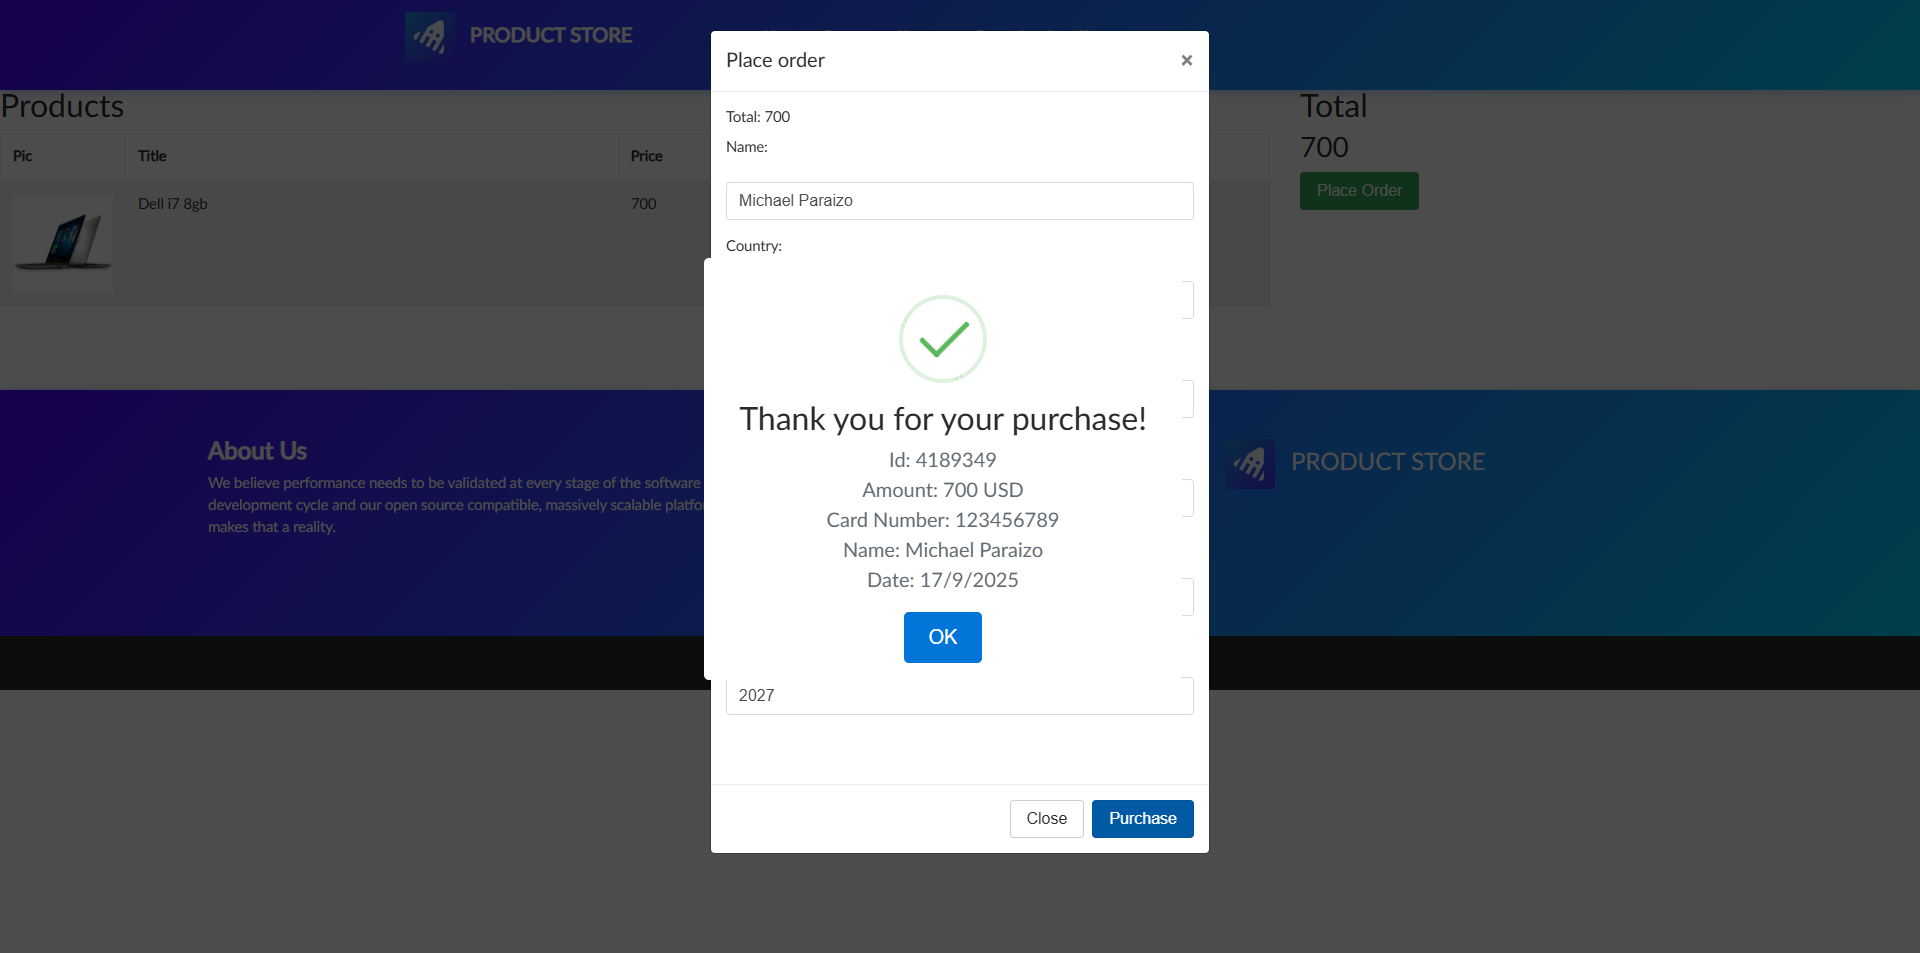 PRODUCT STORE
Place order
×
Products
Total
Total: 700
700
Name:
Pic
Title
Price
Place Order
Dell i7 8gb
700
Michael Paraizo
Country:
Thank you for your purchase!
Id: 4189349
Amount: 700 USD
Card Number: 123456789
Name: Michael Paraizo
Date: 17/9/2025
OK
About Us
We believe performance needs to be validated at every stage of the software
development cycle and our open source compatible, massively scalable platfo
makes that a reality.
PRODUCT STORE
2027
Close
Purchase